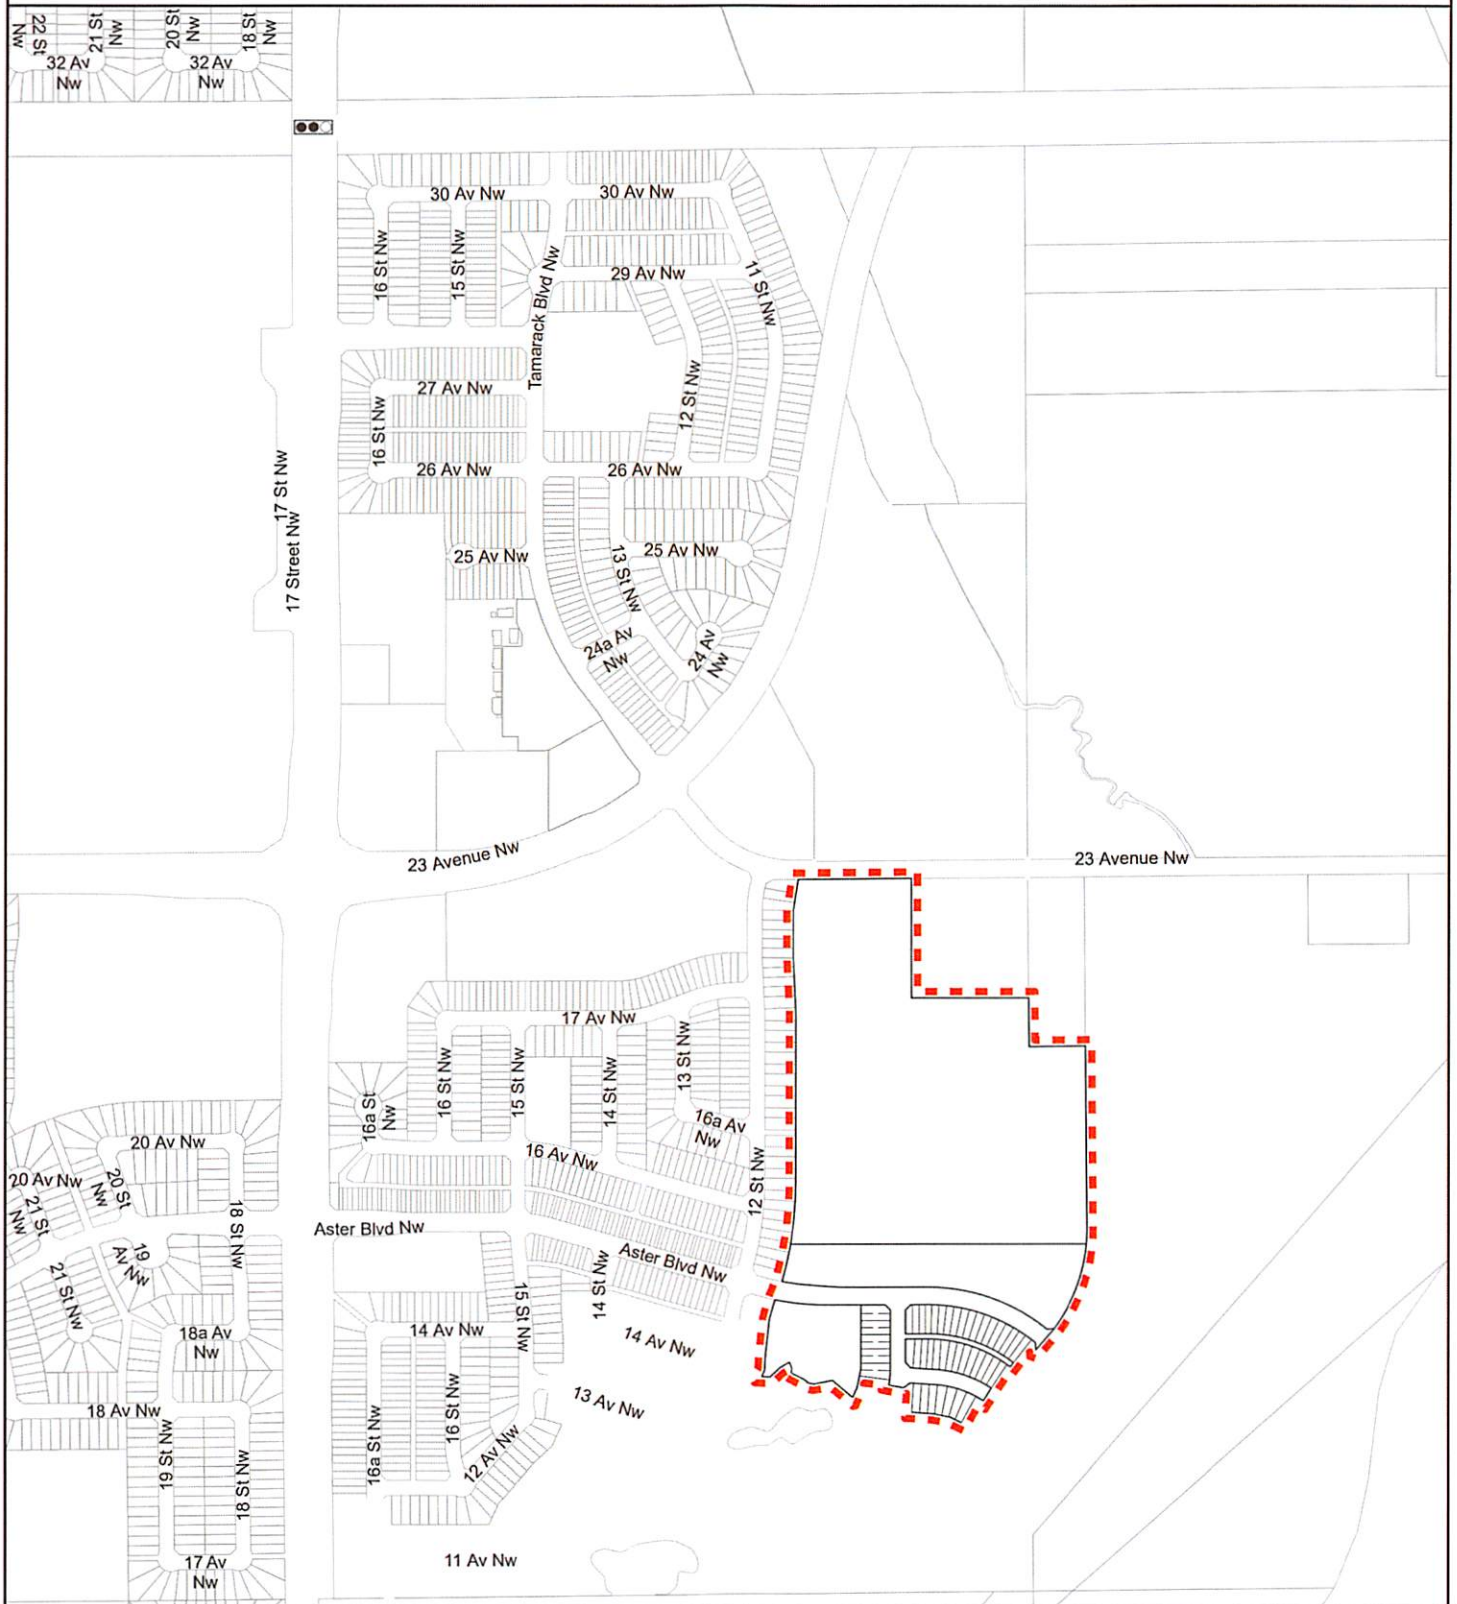 22 St
Nw
21 St
Nw
20 St
Nw
18 St
Nw
32 Av
Nw
32 Av
Nw
30 Av Nw
30 Av Nw
16 St Nw
15 St Nw
Tamarack Blvd Nw
29 Av Nw
11 St Nw
27 Av Nw
12 St Nw
16 St Nw
26 Av Nw
26 Av Nw
17 St Nw
17 Street Nw
25 Av Nw
25 Av Nw
13 St Nw
24a Av
Nw
24 Av
Nw
23 Avenue Nw
23 Avenue Nw
17 Av Nw
16 St Nw
15 St Nw
14 St Nw
13 St Nw
16a St
Nw
16a Av
Nw
16 Av Nw
12 St Nw
20 Av Nw
20 Av Nw
20 St
Nw
21 St
Nw
18 St Nw
Aster Blvd Nw
Aster Blvd Nw
19
Av Nw
21 St Nw
14 St Nw
15 St Nw
18a Av
Nw
14 Av Nw
14 Av Nw
18 Av Nw
13 Av Nw
16 St Nw
16a St Nw
12 Av Nw
19 St Nw
18 St Nw
11 Av Nw
17 Av
Nw